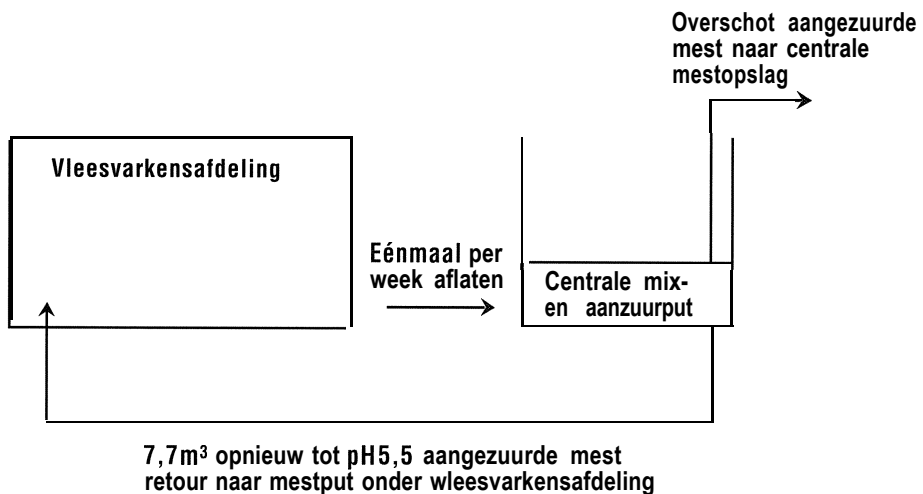 Overschot aangezuurde
mest naar centrale
mestopslag
Vleesvarkensafdeling
Eénmaal per
week aflaten
Centrale mix-
en aanzuurput
7,7m³ opnieuw tot pH5,5 aangezuurde mest
retour naar mestput onder wleesvarkensafdeling